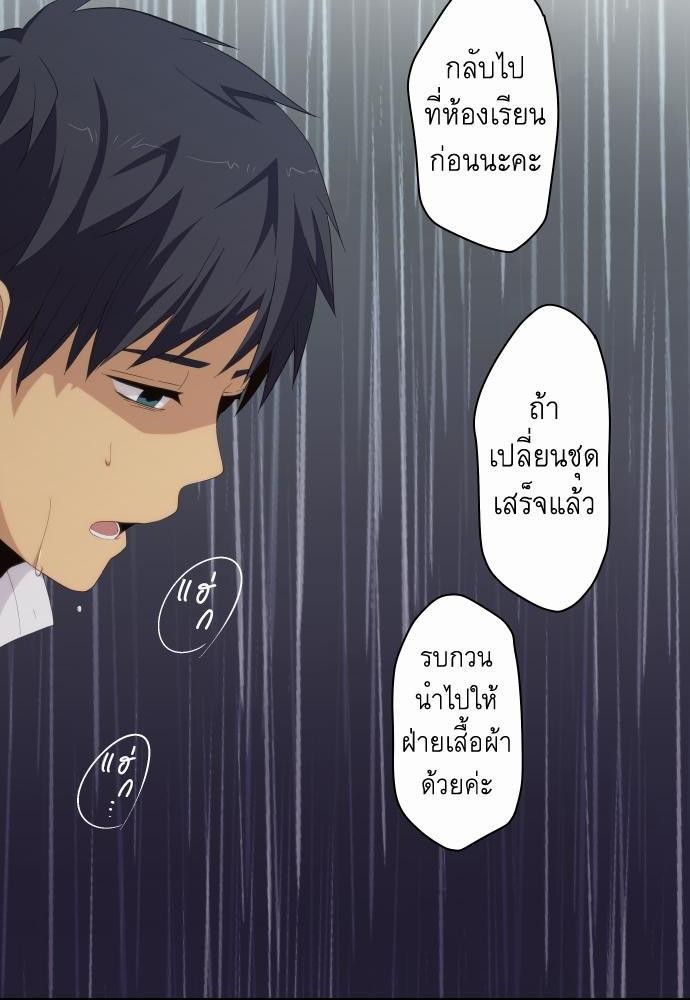 กลับไป
ที่ห้องเรียน
ก่อนนะคะ
ถ้า
เปลี่ยนชุด
เสร็จแล้ว
แฮ่
ก
รบกวน
นำไปให้
ฝ่ายเสื้อผ้า
ด้วยค่ะ
แฮ่
ก...